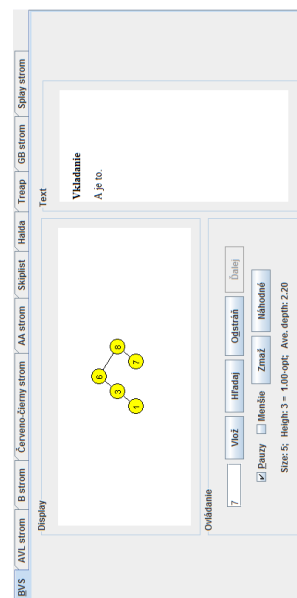 BVS AVL strom B strom Červeno-čierny strom AA strom Skiplist Halda Treap GB strom Splay strom
Display
6
3 8
1 7
Text
Vkladanie
A je to.
Ovládanie
7 Vlož Hľadaj Odstráň Ďalej
Pauzy Menšie Zmaž Náhodné
Size: 5; Heigh: 3 = 1.00-opt; Ave. depth: 2.20